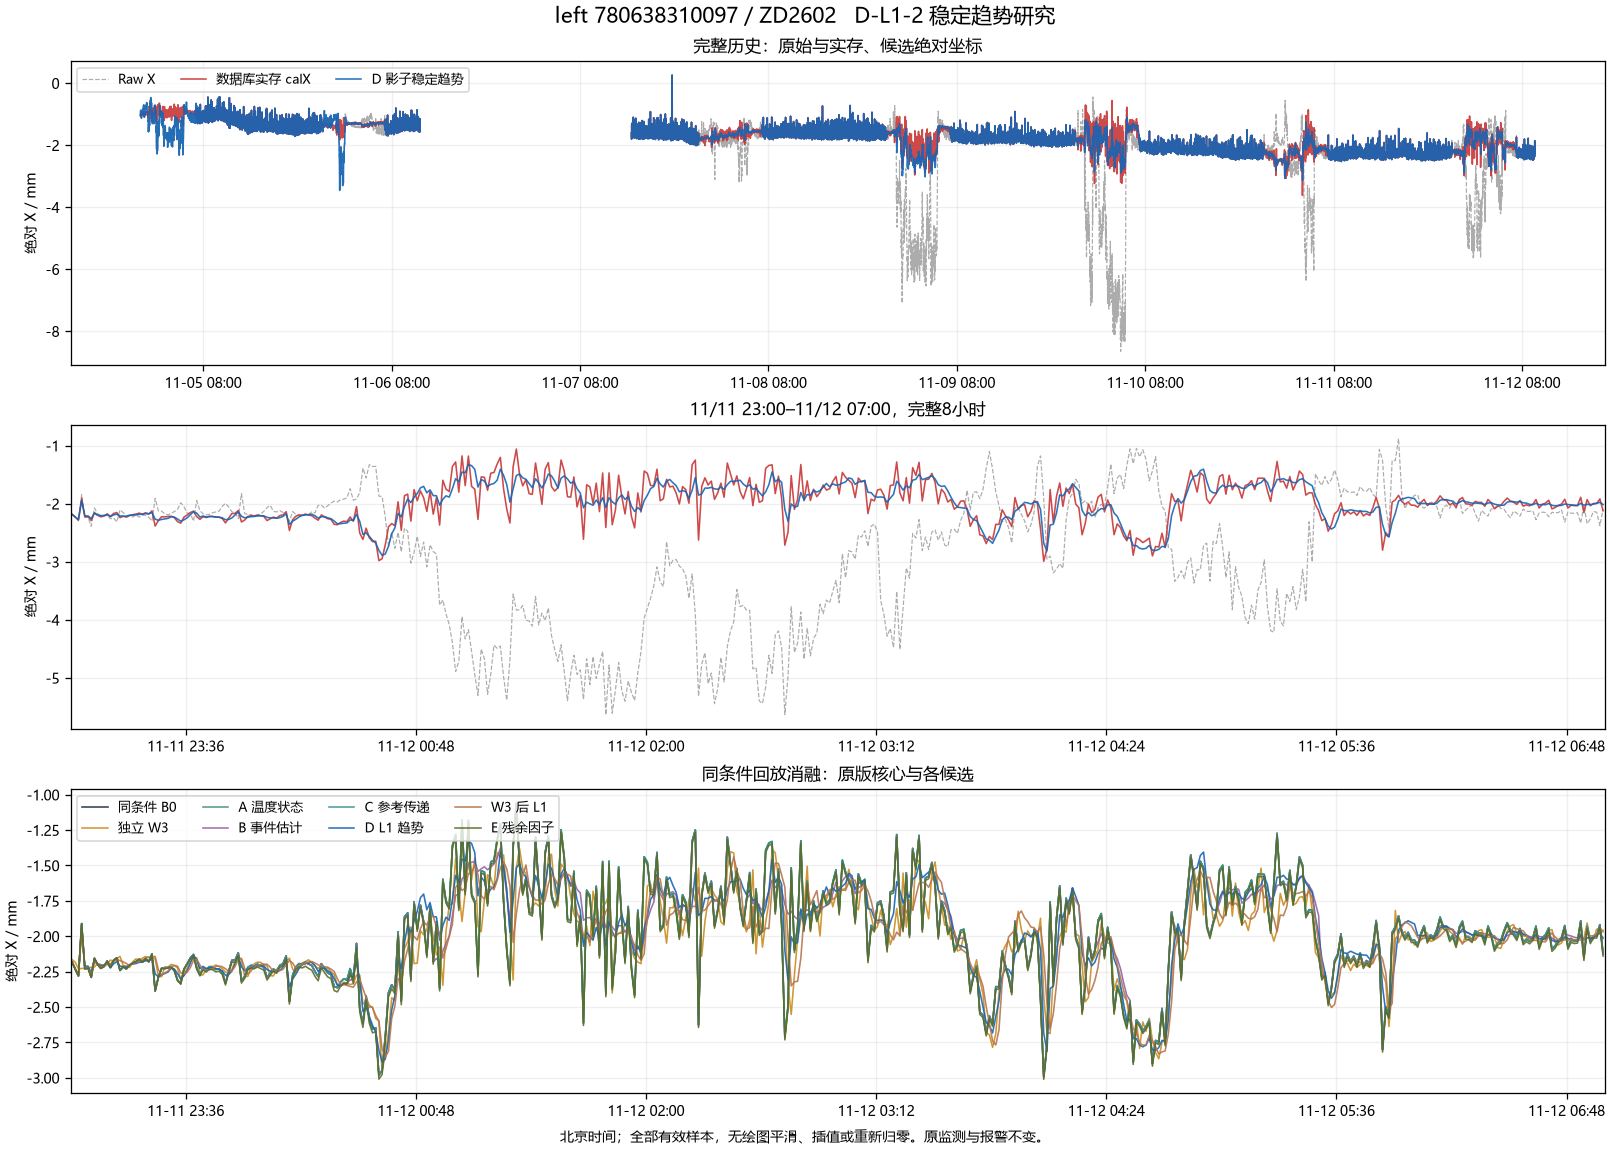 left 780638310097 / ZD2602   D-L1-2 稳定趋势研究
完整历史：原始与实存、候选绝对坐标
Raw X
数据库实存 calX
D 影子稳定趋势
绝对 X / mm
0
-2
-4
-6
-8
11-05 08:00
11-06 08:00
11-07 08:00
11-08 08:00
11-09 08:00
11-10 08:00
11-11 08:00
11-12 08:00
11/11 23:00–11/12 07:00，完整8小时
绝对 X / mm
-1
-2
-3
-4
-5
11-11 23:36
11-12 00:48
11-12 02:00
11-12 03:12
11-12 04:24
11-12 05:36
11-12 06:48
同条件回放消融：原版核心与各候选
同条件 B0
A 温度状态
C 参考传递
W3 后 L1
独立 W3
B 事件估计
D L1 趋势
E 残余因子
绝对 X / mm
-1.00
-1.25
-1.50
-1.75
-2.00
-2.25
-2.50
-2.75
-3.00
11-11 23:36
11-12 00:48
11-12 02:00
11-12 03:12
11-12 04:24
11-12 05:36
11-12 06:48
北京时间；全部有效样本，无绘图平滑、插值或重新归零。原监测与报警不变。